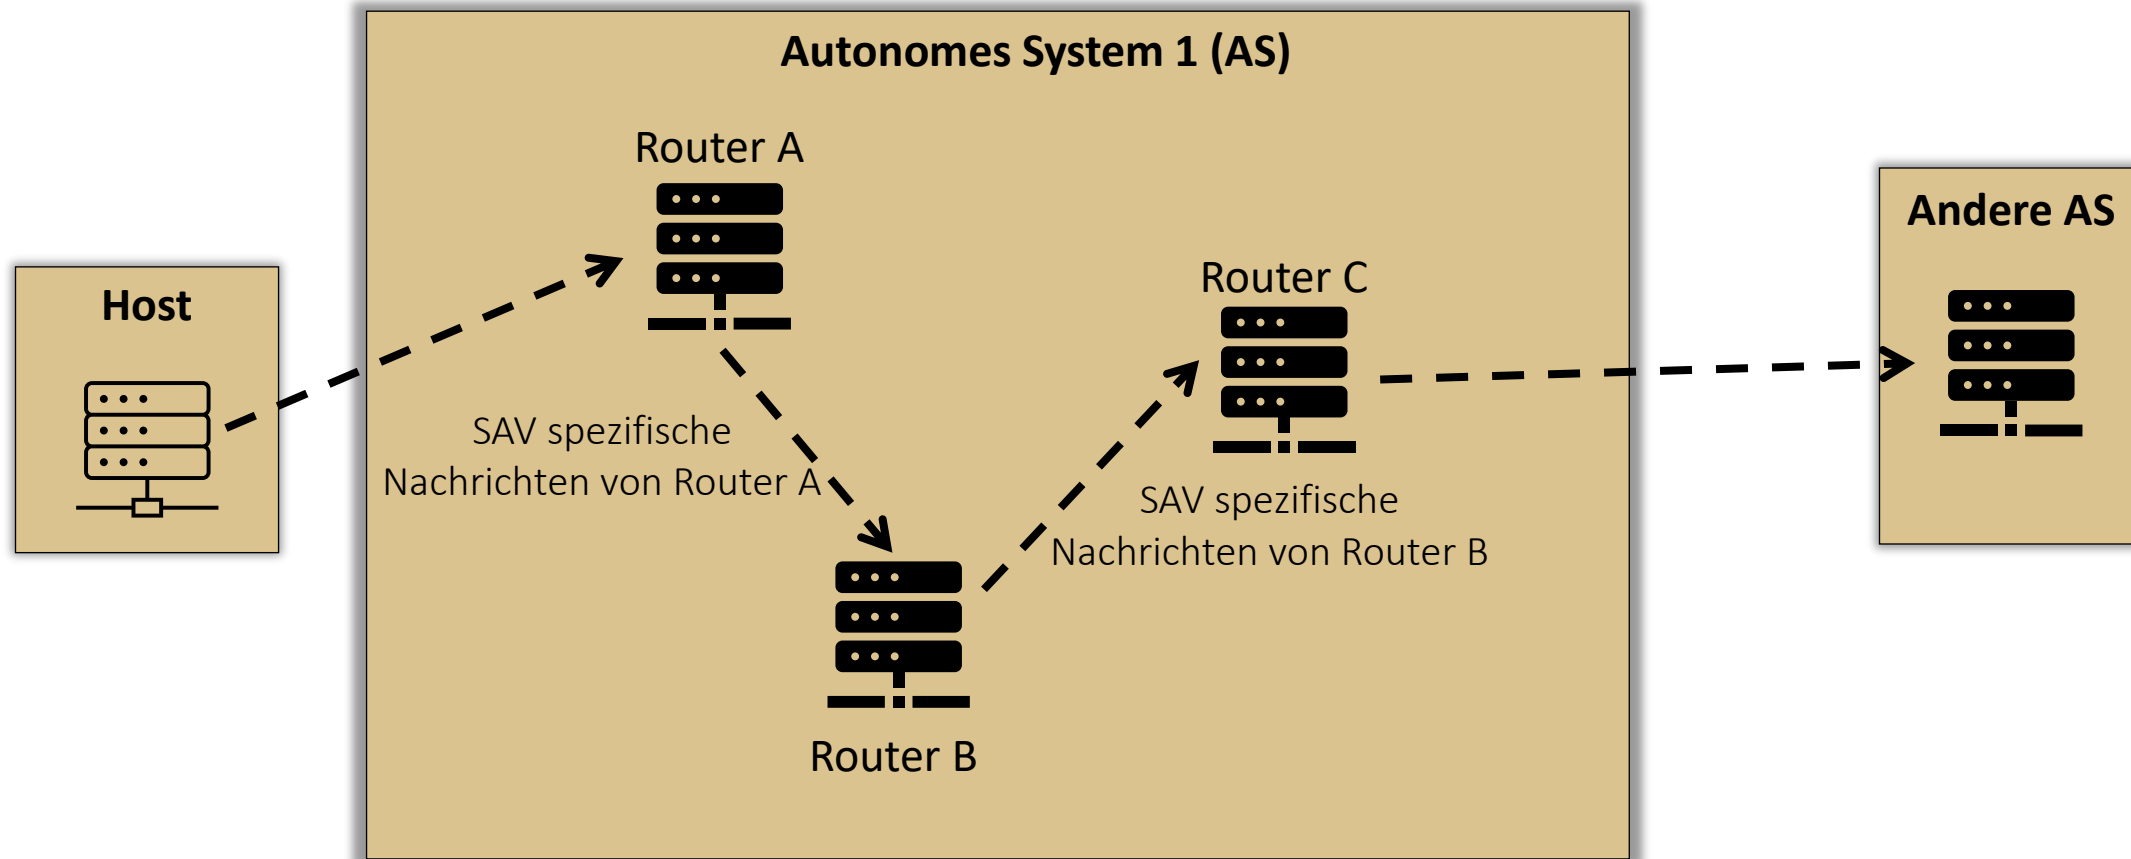 Autonomes System 1 (AS)
Router A
Host
SAV spezifische
Nachrichten von Router A
Router B
Router C
SAV spezifische
Nachrichten von Router B
Andere AS